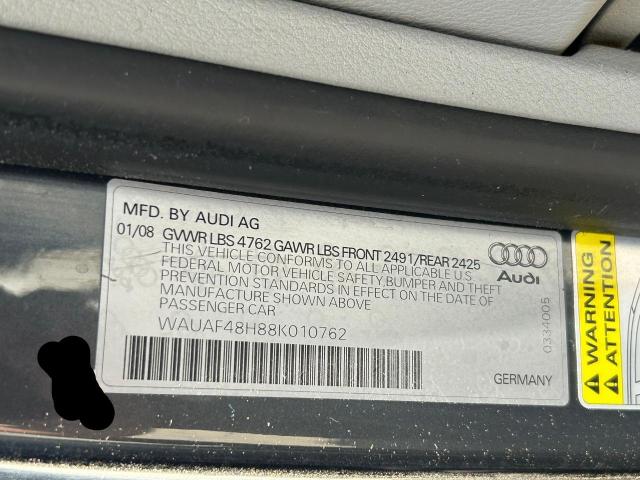 MFD. BY AUDI AG
01/08 GVWR LBS 4762 GAWR LBS FRONT 2491/REAR 2425
THIS VEHICLE CONFORMS TO ALL APPLICABLE U.S.
FEDERAL MOTOR VEHICLE SAFETY, BUMPER AND THEFT
PREVENTION STANDARDS IN EFFECT ON THE DATE OF
MANUFACTURE SHOWN ABOVE
PASSENGER CAR
WAUAF48H88K010762
Audi
0334005
GERMANY
WARNING
ATTENTION